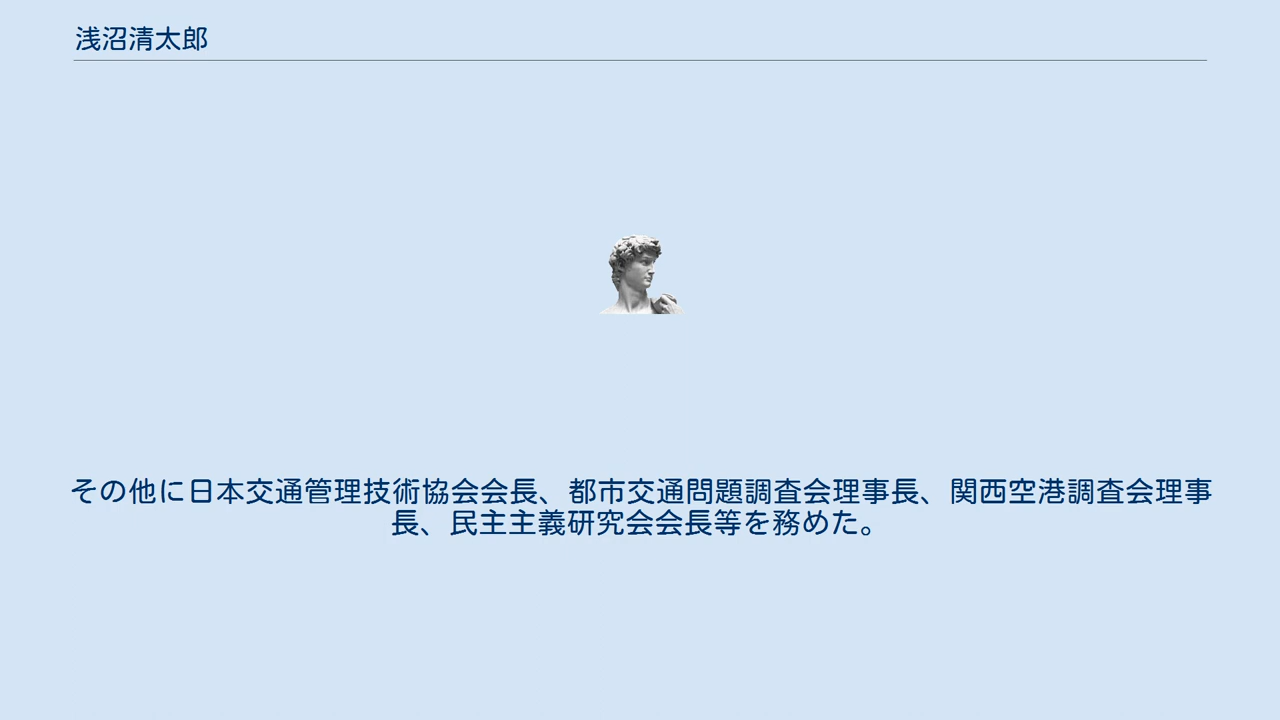 浅沼清太郎
その他に日本交通管理技術協会会長、都市交通問題調査会理事長、関西空港調査会理事
長、民主主義研究会会長等を務めた。